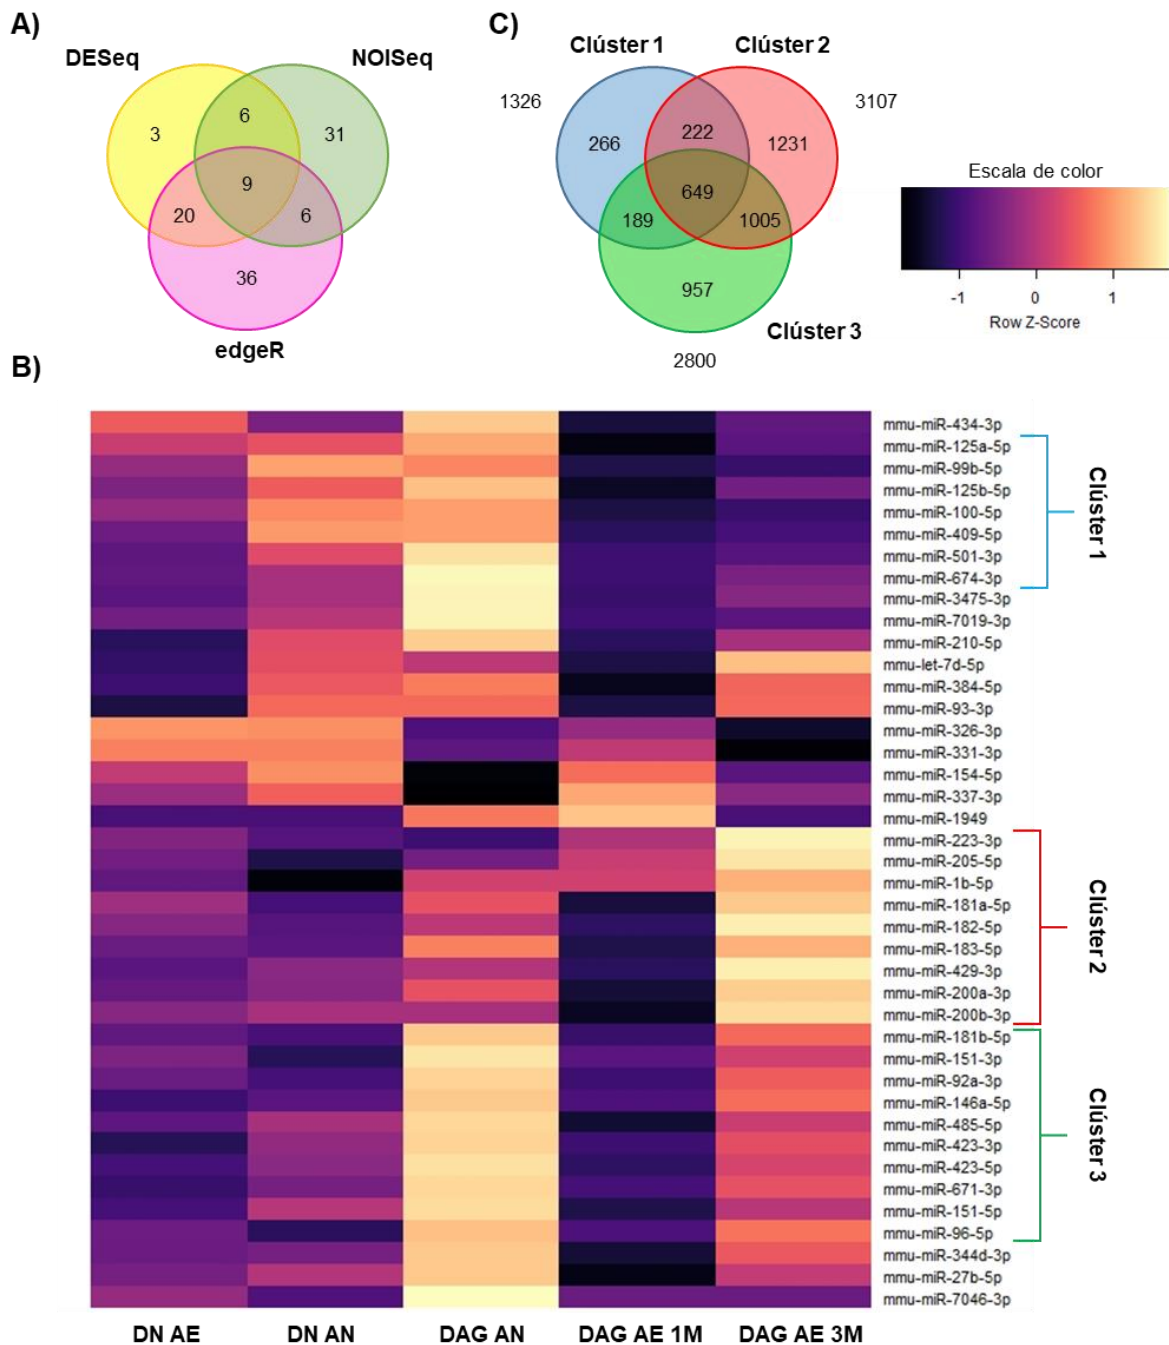 A)
DESeq
NOISeq
3
6
31
9
20
6
36
edgeR
C)
Clúster 1
Clúster 2
1326
3107
266
222
1231
649
189
1005
957
Clúster 3
2800
Escala de color
-1
0
1
Row Z-Score
B)
mmu-miR-434-3p
mmu-miR-125a-5p
mmu-miR-99b-5p
mmu-miR-125b-5p
mmu-miR-100-5p
mmu-miR-409-5p
mmu-miR-501-3p
mmu-miR-674-3p
mmu-miR-3475-3p
mmu-miR-7019-3p
mmu-miR-210-5p
mmu-let-7d-5p
mmu-miR-384-5p
mmu-miR-93-3p
mmu-miR-326-3p
mmu-miR-331-3p
mmu-miR-154-5p
mmu-miR-337-3p
mmu-miR-1949
mmu-miR-223-3p
mmu-miR-205-5p
mmu-miR-1b-5p
mmu-miR-181a-5p
mmu-miR-182-5p
mmu-miR-183-5p
mmu-miR-429-3p
mmu-miR-200a-3p
mmu-miR-200b-3p
mmu-miR-181b-5p
mmu-miR-151-3p
mmu-miR-92a-3p
mmu-miR-146a-5p
mmu-miR-485-5p
mmu-miR-423-3p
mmu-miR-423-5p
mmu-miR-671-3p
mmu-miR-151-5p
mmu-miR-96-5p
mmu-miR-344d-3p
mmu-miR-27b-5p
mmu-miR-7046-3p
Clúster 1
Clúster 2
Clúster 3
DN AE
DN AN
DAG AN
DAG AE 1M
DAG AE 3M